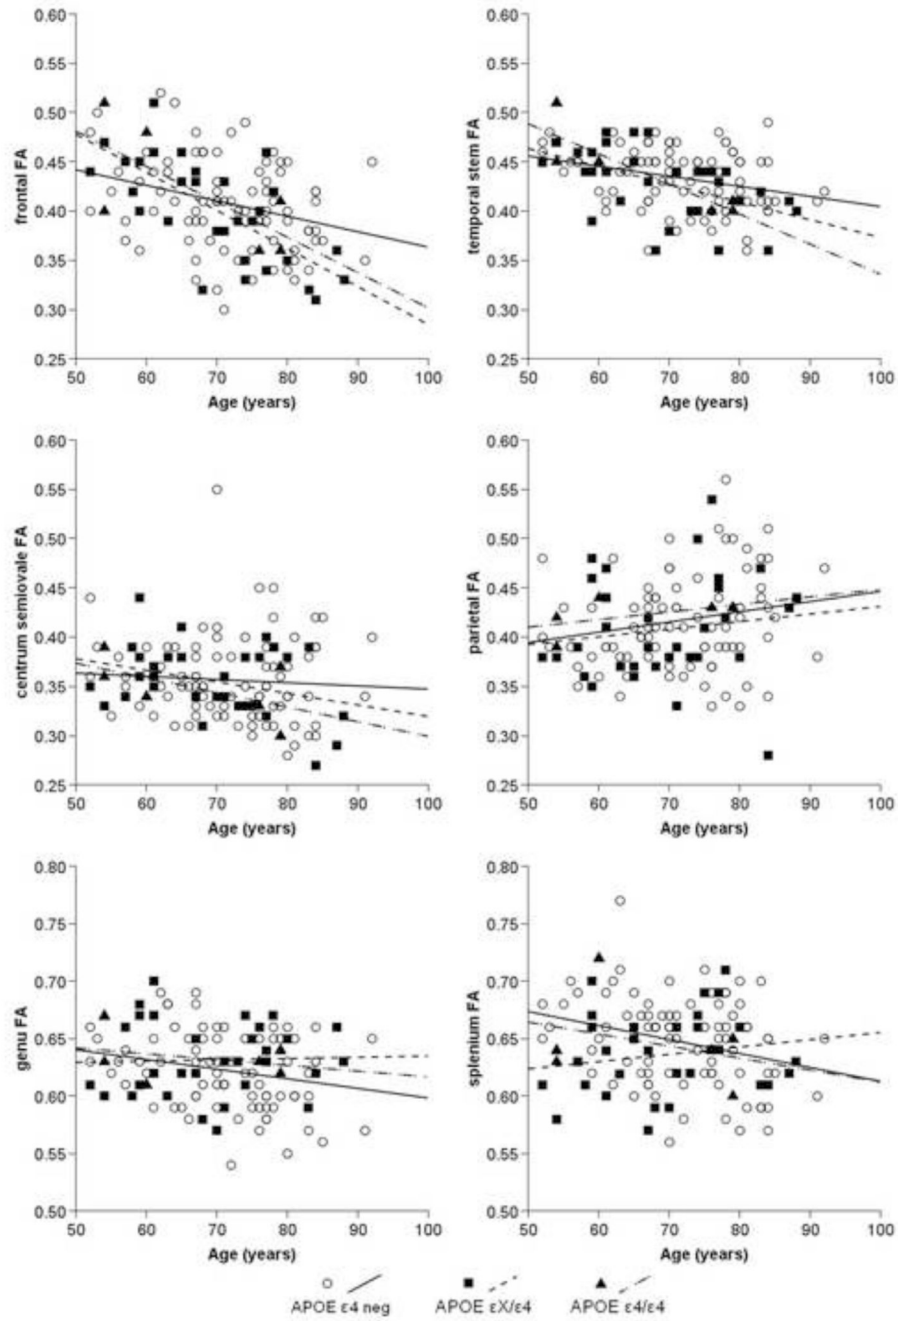 0.60
0.55
0.50
0.45
0.40
0.35
0.30
0.25
frontal FA
50 60 70 80 90 100
Age (years)
0.60
0.55
0.50
0.45
0.40
0.35
0.30
0.25
temporal stem FA
50 60 70 80 90 100
Age (years)
0.60
0.55
0.50
0.45
0.40
0.35
0.30
0.25
centrum semiovale FA
50 60 70 80 90 100
Age (years)
0.60
0.55
0.50
0.45
0.40
0.35
0.30
0.25
parietal FA
50 60 70 80 90 100
Age (years)
0.80
0.75
0.70
0.65
0.60
0.55
0.50
genu FA
50 60 70 80 90 100
Age (years)
0.80
0.75
0.70
0.65
0.60
0.55
0.50
splenium FA
50 60 70 80 90 100
Age (years)
APOE ε4 neg APOE εX/ε4 APOE ε4/ε4